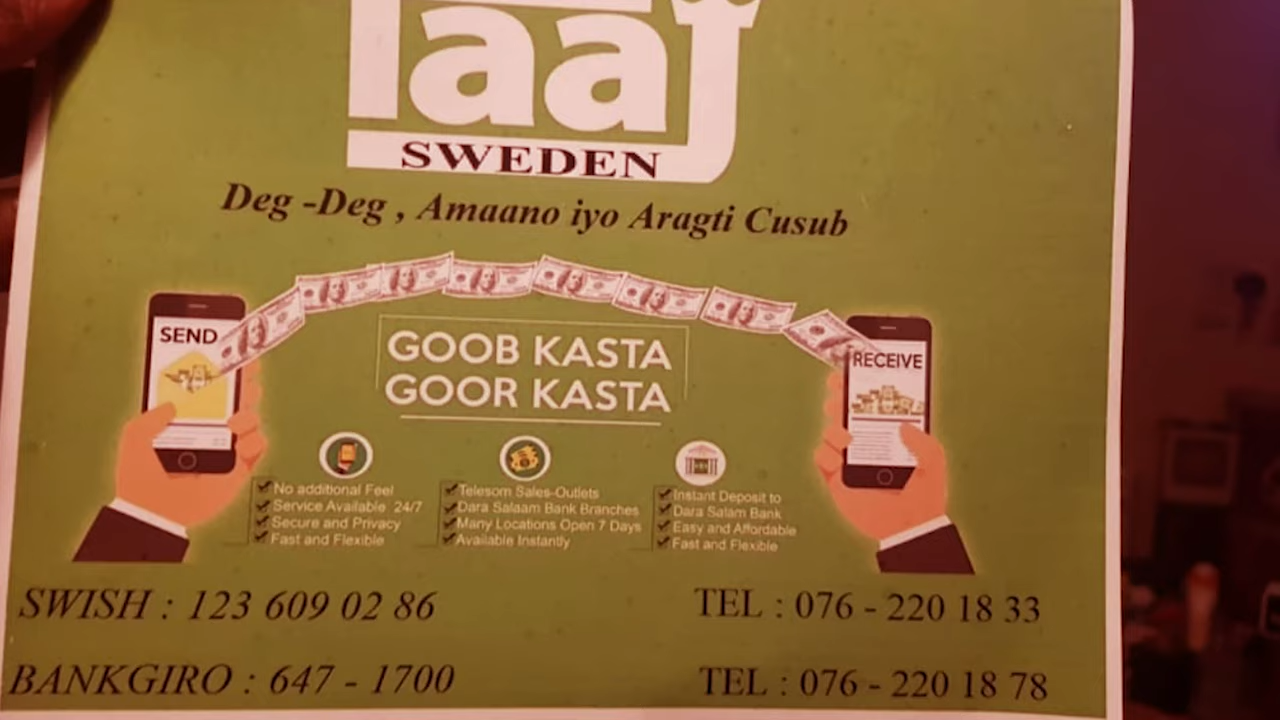 Taaj
SWEDEN
Deg -Deg , Amaano iyo Aragti Cusub
SEND
RECEIVE
GOOB KASTA
GOOR KASTA
No additional Feel
Service Available 24/7
Secure and Privacy
Fast and Flexible
Telesom Sales-Outlets
Dara Salaam Bank Branches
Many Locations Open 7 Days
Available Instantly
Instant Deposit to
Dara Salam Bank
Easy and Affordable
Fast and Flexible
SWISH : 123 609 02 86
TEL : 076 - 220 18 33
BANKGIRO : 647 - 1700
TEL : 076 - 220 18 78